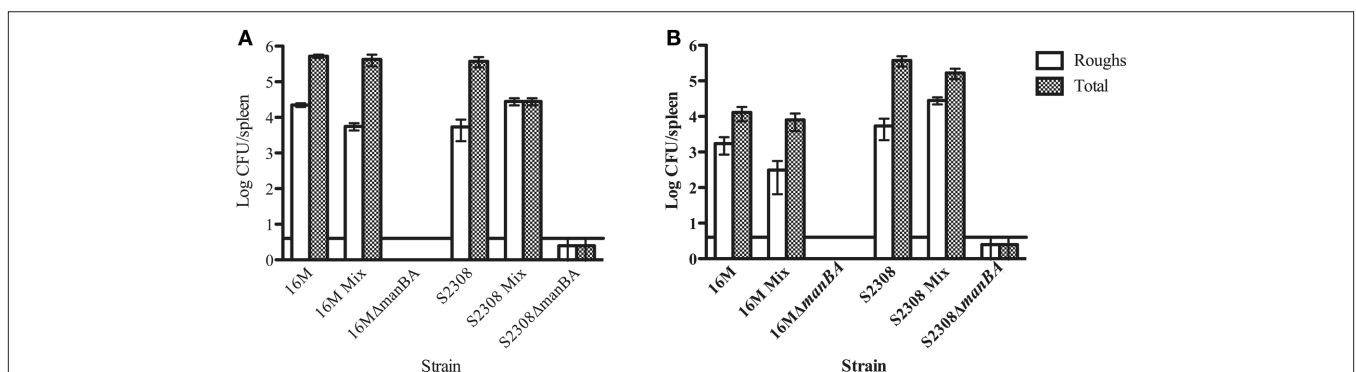 A
Log CFU/spleen
6
5
4
3
2
1
0
16M
16M Mix
16MΔmanBA
S2308
S2308 Mix
S2308ΔmanBA
Strain
B
Log CFU/spleen
6
5
4
3
2
1
0
16M
16M Mix
16MΔmanBA
S2308
S2308 Mix
S2308ΔmanBA
Strain
Roughs
Total